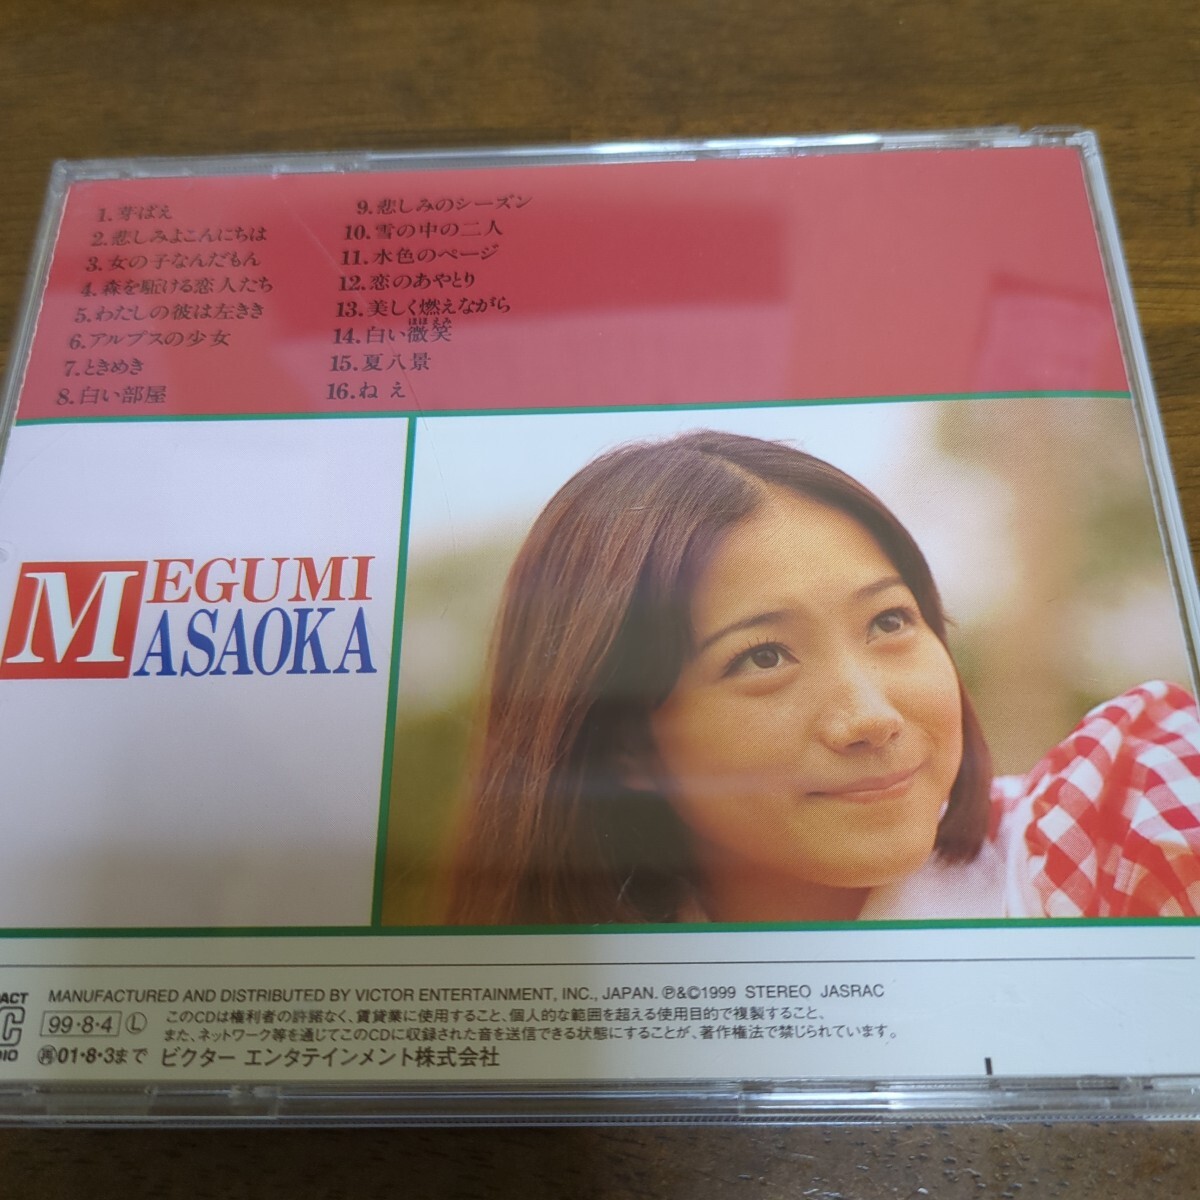 1. 芽ばえ
2. 悲しみよこんにちは
3. 女の子なんだもん
4. 森を駈ける恋人たち
5. わたしの彼は左きき
6. アルプスの少女
7. ときめき
8. 白い部屋
9. 悲しみのシーズン
10. 雪の中の二人
11. 水色のページ
12. 恋のあやとり
13. 美しく燃えながら
ほほえみ
14. 白い微笑
15. 夏八景
16. ねぇ
MEGUMI
MASAOKA
MANUFACTURED AND DISTRIBUTED BY VICTOR ENTERTAINMENT, INC., JAPAN. ℗&©1999 STEREO JASRAC
99・8・4 Ⓛ
このCDは権利者の許諾なく、賃貸業に使用すること、個人的な範囲を超える使用目的で複製すること、
また、ネットワーク等を通じてこのCDに収録された音を送信できる状態にすることが、著作権法で禁じられています。
再01・8・3まで ビクター エンタテインメント株式会社